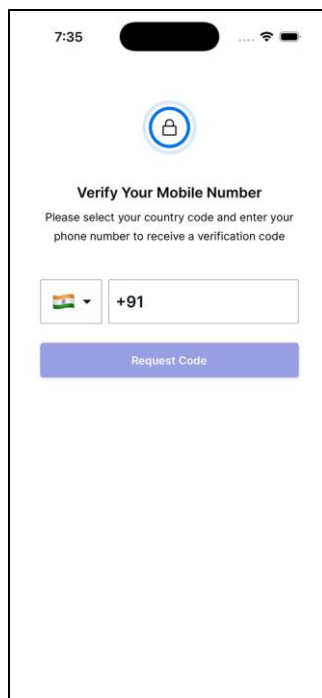 7:35
Verify Your Mobile Number
Please select your country code and enter your
phone number to receive a verification code
+91
Request Code